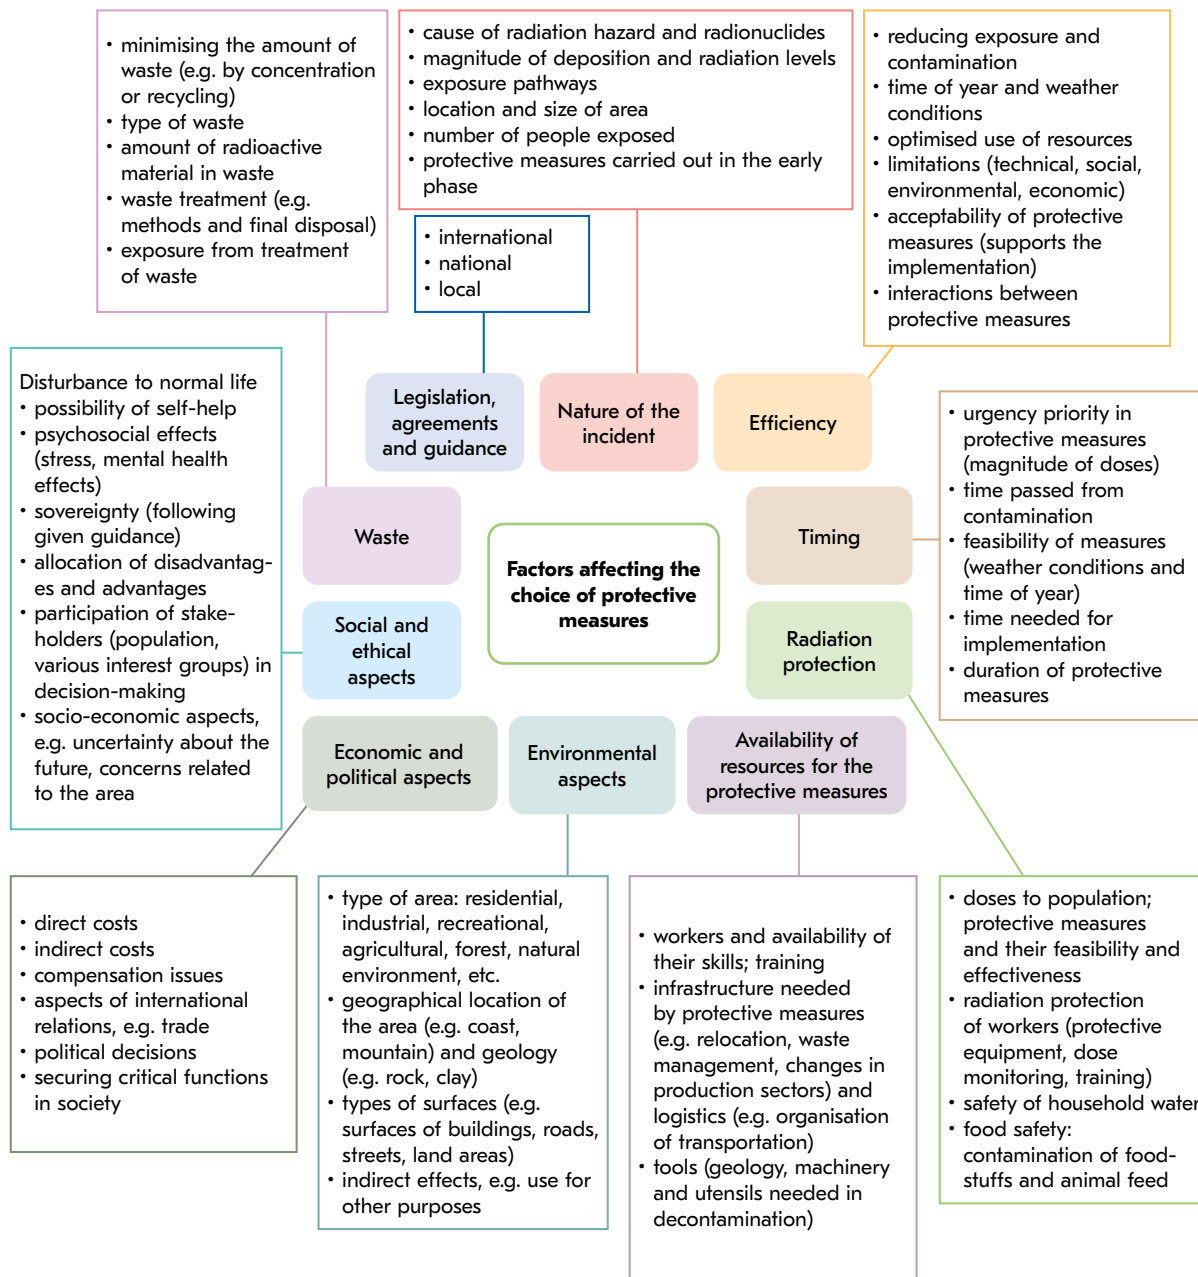 • minimising the amount of
waste (e.g. by concentration
or recycling)
• type of waste
• amount of radioactive
material in waste
• waste treatment (e.g.
methods and final disposal)
• exposure from treatment
of waste
• cause of radiation hazard and radionuclides
• magnitude of deposition and radiation levels
• exposure pathways
• location and size of area
• number of people exposed
• protective measures carried out in the early
phase
• international
• national
• local
• reducing exposure and
contamination
• time of year and weather
conditions
• optimised use of resources
• limitations (technical, social,
environmental, economic)
• acceptability of protective
measures (supports the
implementation)
• interactions between
protective measures
Disturbance to normal life
• possibility of self-help
• psychosocial effects
(stress, mental health
effects)
• sovereignty (following
given guidance)
• allocation of disadvantag-
es and advantages
• participation of stake-
holders (population,
various interest groups) in
decision-making
• socio-economic aspects,
e.g. uncertainty about the
future, concerns related
to the area
Legislation,
agreements
and guidance
Nature of the
incident
Efficiency
Waste
Timing
Factors affecting the
choice of protective
measures
Social and
ethical
aspects
Radiation
protection
Economic and
political aspects
Environmental
aspects
Availability of
resources for the
protective measures
• urgency priority in
protective measures
(magnitude of doses)
• time passed from
contamination
• feasibility of measures
(weather conditions and
time of year)
• time needed for
implementation
• duration of protective
measures
• direct costs
• indirect costs
• compensation issues
• aspects of international
relations, e.g. trade
• political decisions
• securing critical functions
in society
• type of area: residential,
industrial, recreational,
agricultural, forest, natural
environment, etc.
• geographical location of
the area (e.g. coast,
mountain) and geology
(e.g. rock, clay)
• types of surfaces (e.g.
surfaces of buildings, roads,
streets, land areas)
• indirect effects, e.g. use for
other purposes
• workers and availability of
their skills; training
• infrastructure needed
by protective measures
(e.g. relocation, waste
management, changes in
production sectors) and
logistics (e.g. organisation
of transportation)
• tools (geology, machinery
and utensils needed in
decontamination)
• doses to population;
protective measures
and their feasibility and
effectiveness
• radiation protection
of workers (protective
equipment, dose
monitoring, training)
• safety of household water
• food safety:
contamination of food-
stuffs and animal feed